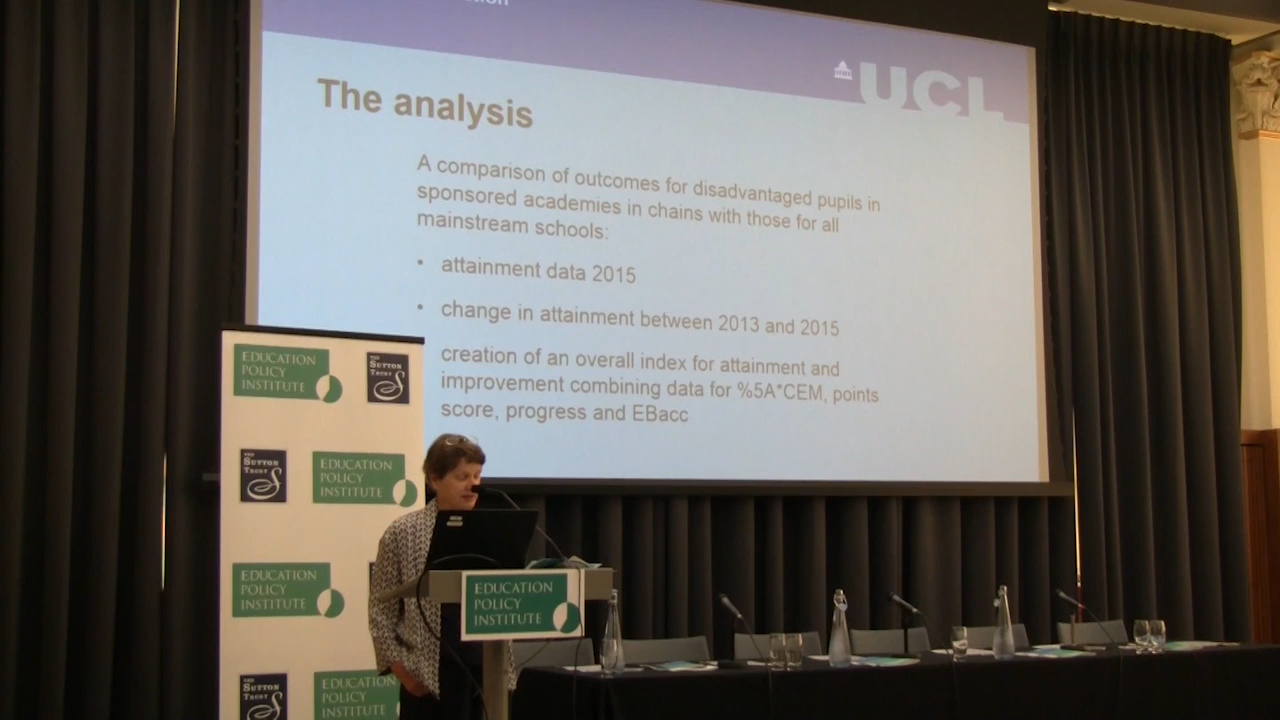 UCL
The analysis
A comparison of outcomes for disadvantaged pupils in
sponsored academies in chains with those for all
mainstream schools:
• attainment data 2015
• change in attainment between 2013 and 2015
creation of an overall index for attainment and
improvement combining data for %5A*CEM, points
score, progress and EBacc
EDUCATION
POLICY
INSTITUTE
THE
SUTTON
TRUST
THE
SUTTON
TRUST
EDUCATION
POLICY
INSTITUTE
EDUCATION
POLICY
INSTITUTE
EDUCATION
POLICY
INSTITUTE
THE
SUTTON
TRUST
EDUCATION
POLICY
INSTITUTE